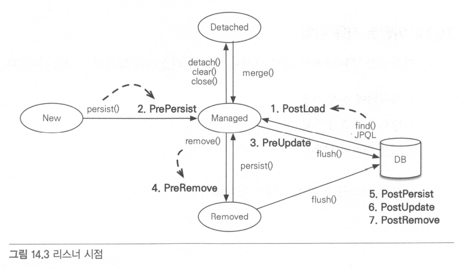 Detached
detach()
clear()
close()
merge()
persist()
2. PrePersist
1. PostLoad
New
Managed
find()
JPQL
remove()
3. PreUpdate
flush()
DB
4. PreRemove
persist()
Removed
flush()
5. PostPersist
6. PostUpdate
7. PostRemove
그림 14.3 리스너 시점